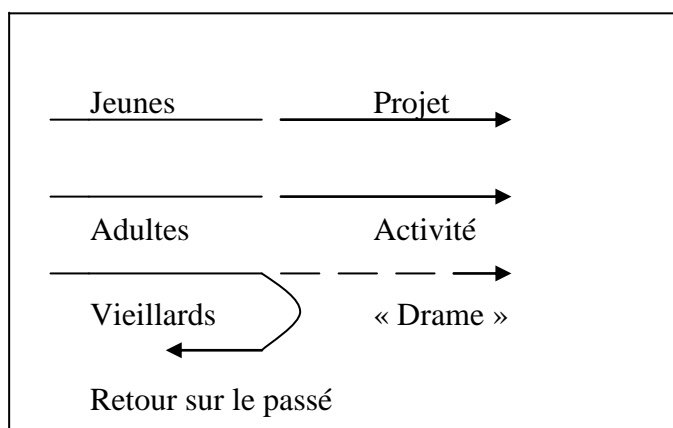 Jeunes Projet
Adultes Activité
Vieillards « Drame »
Retour sur le passé